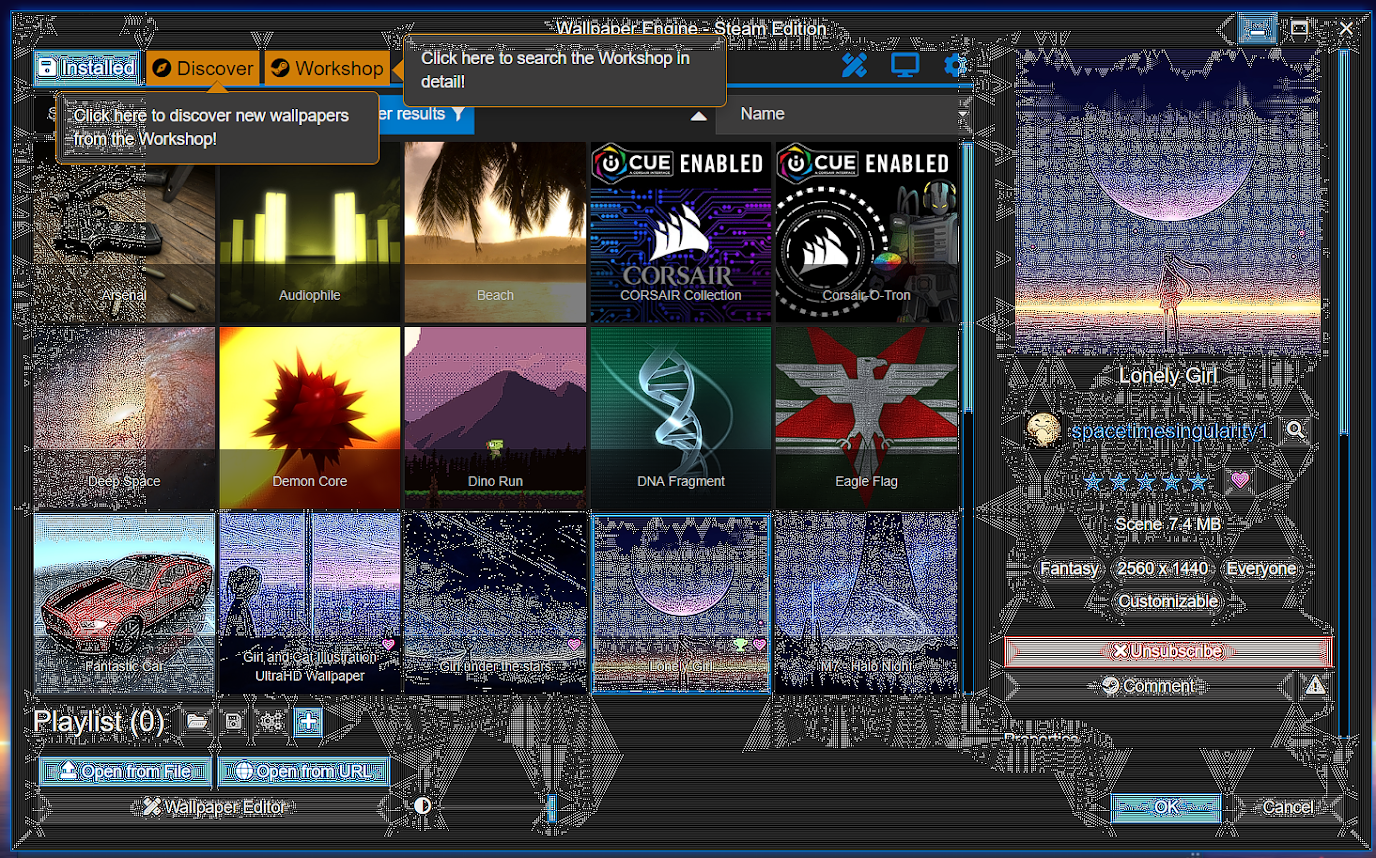 Wallpaper Engine - Steam Edition
Installed
Discover
Workshop
Click here to search the Workshop in
detail!
Click here to discover new wallpapers
from the Workshop!
er results
Name
CUE ENABLED
CORSAIR
CUE ENABLED
Arsenal
Audiophile
Beach
CORSAIR Collection
Corsair-O-Tron
Deep Space
Demon Core
Dino Run
DNA Fragment
Eagle Flag
Fantastic Car
Girl and Cat Illustration
UltraHD Wallpaper
Girl under the stars
Lonely Girl
M7 - Halo Night
Lonely Girl
spacetimesingularity1
Scene 7.4 MB
Fantasy
2560 x 1440
Everyone
Customizable
Unsubscribe
Comment
Properties
Playlist (0)
Open from File
Open from URL
Wallpaper Editor
OK
Cancel